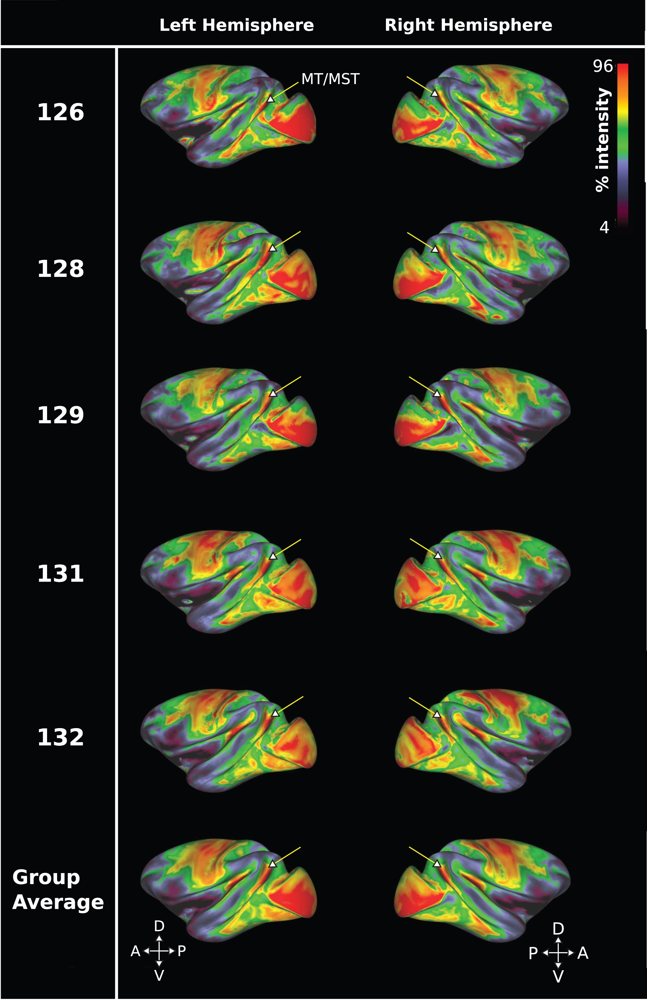 Left Hemisphere Right Hemisphere
126
MT/MST
96
% intensity
4
128
129
131
132
Group
Average
D
A P
V
D
P A
V